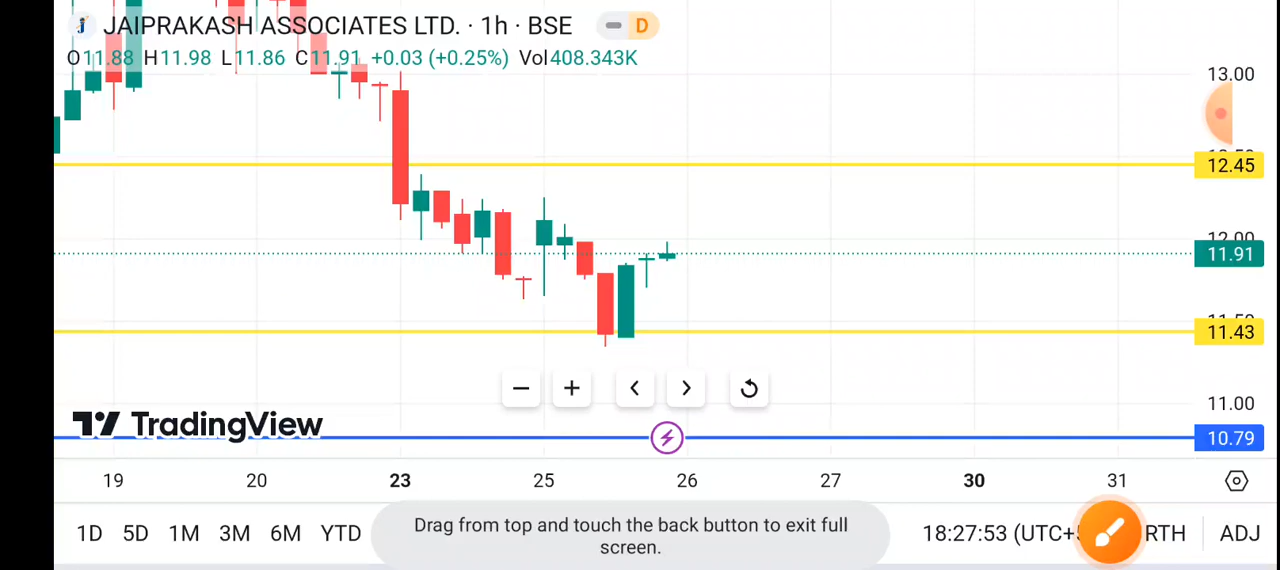 JAIPRAKASH ASSOCIATES LTD. · 1h · BSE D
O11.88 H11.98 L11.86 C11.91 +0.03 (+0.25%) Vol408.343K
13.00
12.45
12.00
11.91
11.43
11.00
TradingView
10.79
19 20 23 25 26 27 30 31
1D 5D 1M 3M 6M YTD
Drag from top and touch the back button to exit full
screen.
18:27:53 (UTC+ RTH ADJ